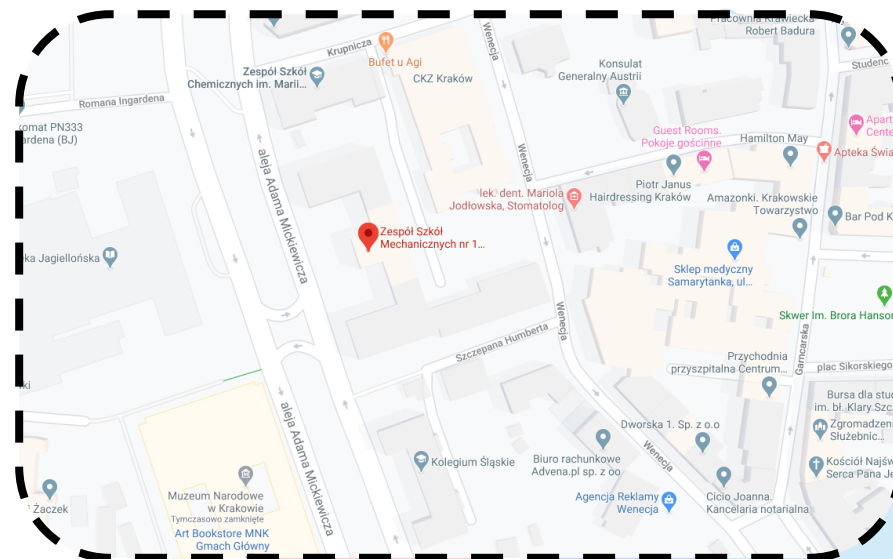 Pracownia Krawiecka
Robert Badura
Krupnicza
Bufet u Agi
Wenecja
Zespół Szkół
Chemicznych im. Marii...
CKZ Kraków
Konsulat
Generalny Austrii
Studenc
Romana Ingardena
omat PN333
ardena (BJ)
aleja Adama Mickiewicza
Wenecja
Guest Rooms.
Pokoje gościnne
Hamilton May
Apart
Cente
Apteka Świa
lek. dent. Mariola
Jodłowska, Stomatolog
Piotr Janus
Hairdressing Kraków
Amazonki. Krakowskie
Towarzystwo
Bar Pod K
Zespół Szkół
Mechanicznych nr 1...
ka Jagiellońska
Sklep medyczny
Samarytanka, ul...
Skwer Im. Brora Hanson
Wenecja
Szczepana Humberta
Garncarska
Przychodnia
przyszpitalna Centrum...
plac Sikorskiego
ki
aleja Adama Mickiewicza
Bursa dla stud
im. bł. Klary Szcz
Dworska 1. Sp. z o.o
Zgromadzen
Służebnic...
Wenecja
Kolegium Śląskie
Biuro rachunkowe
Advena.pl sp. z oo
Kościół Najśw
Serca Pana Je
Muzeum Narodowe
w Krakowie
Tymczasowo zamknięte
Żaczek
Agencja Reklamy
Wenecja
Cicio Joanna.
Kancelaria notarialna
Art Bookstore MNK
Gmach Główny